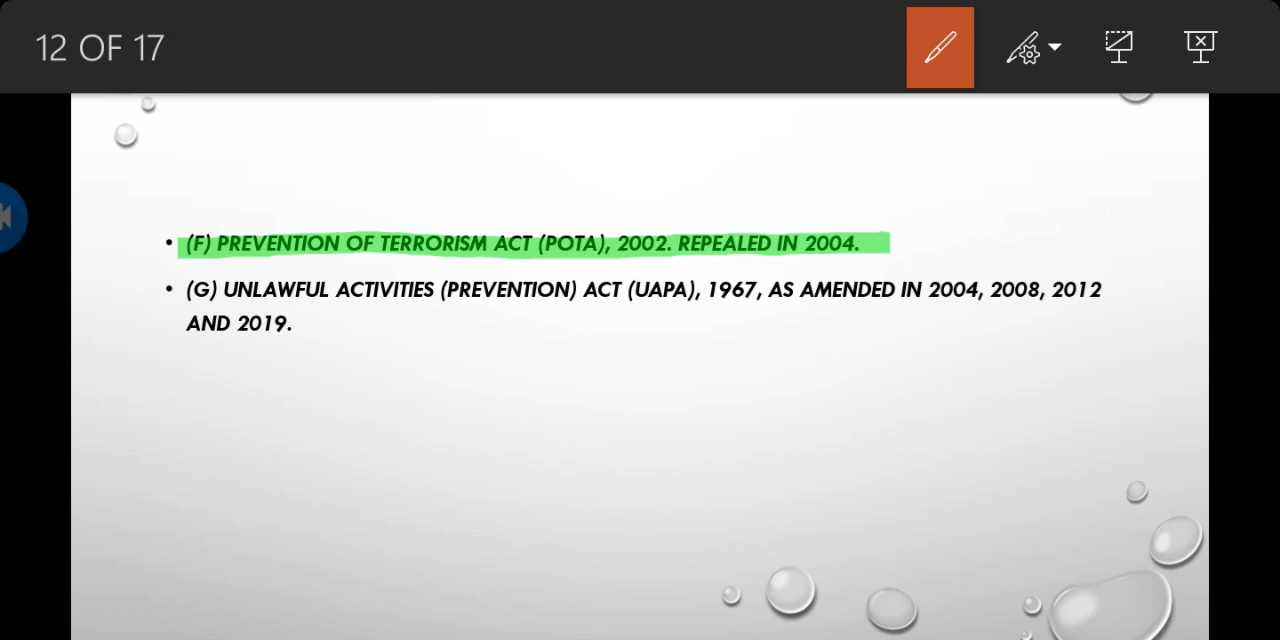 12 OF 17
• (F) PREVENTION OF TERRORISM ACT (POTA), 2002. REPEALED IN 2004.
• (G) UNLAWFUL ACTIVITIES (PREVENTION) ACT (UAPA), 1967, AS AMENDED IN 2004, 2008, 2012
AND 2019.